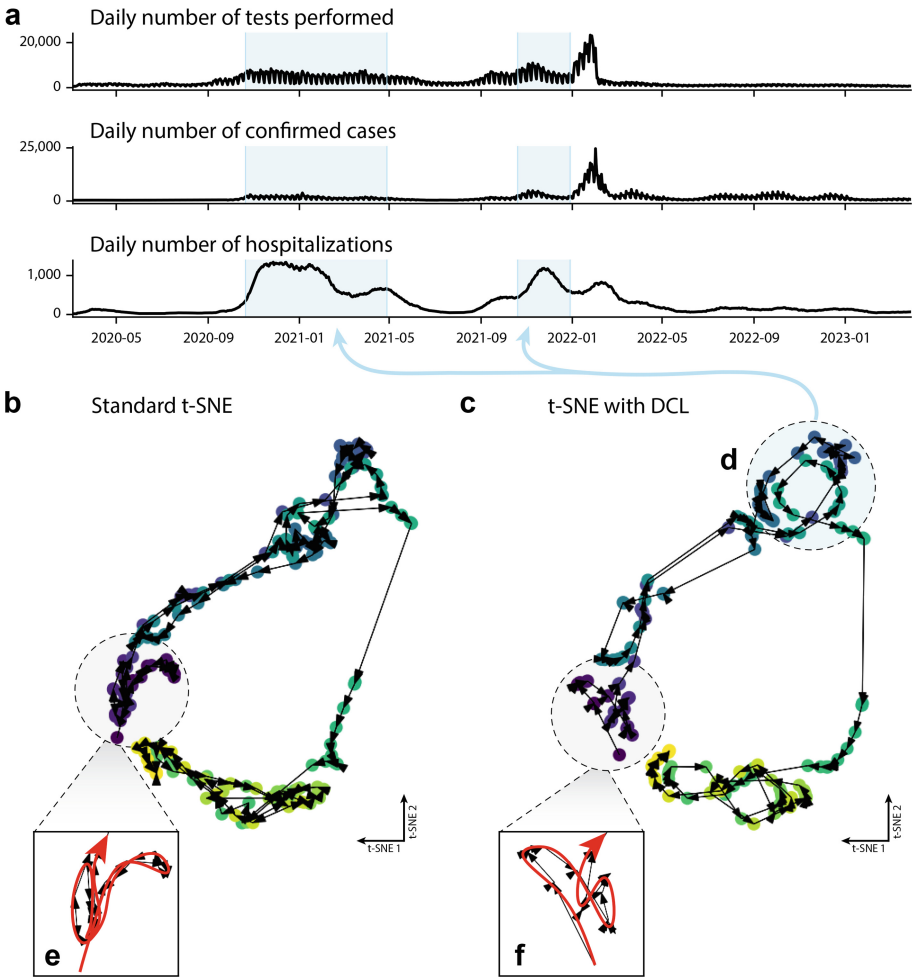 a
Daily number of tests performed
20,000
0
Daily number of confirmed cases
25,000
0
Daily number of hospitalizations
1,000
0
2020-05 2020-09 2021-01 2021-05 2021-09 2022-01 2022-05 2022-09 2023-01
b Standard t-SNE
c t-SNE with DCL
d
t-SNE 2
t-SNE 1
t-SNE 2
t-SNE 1
e
f